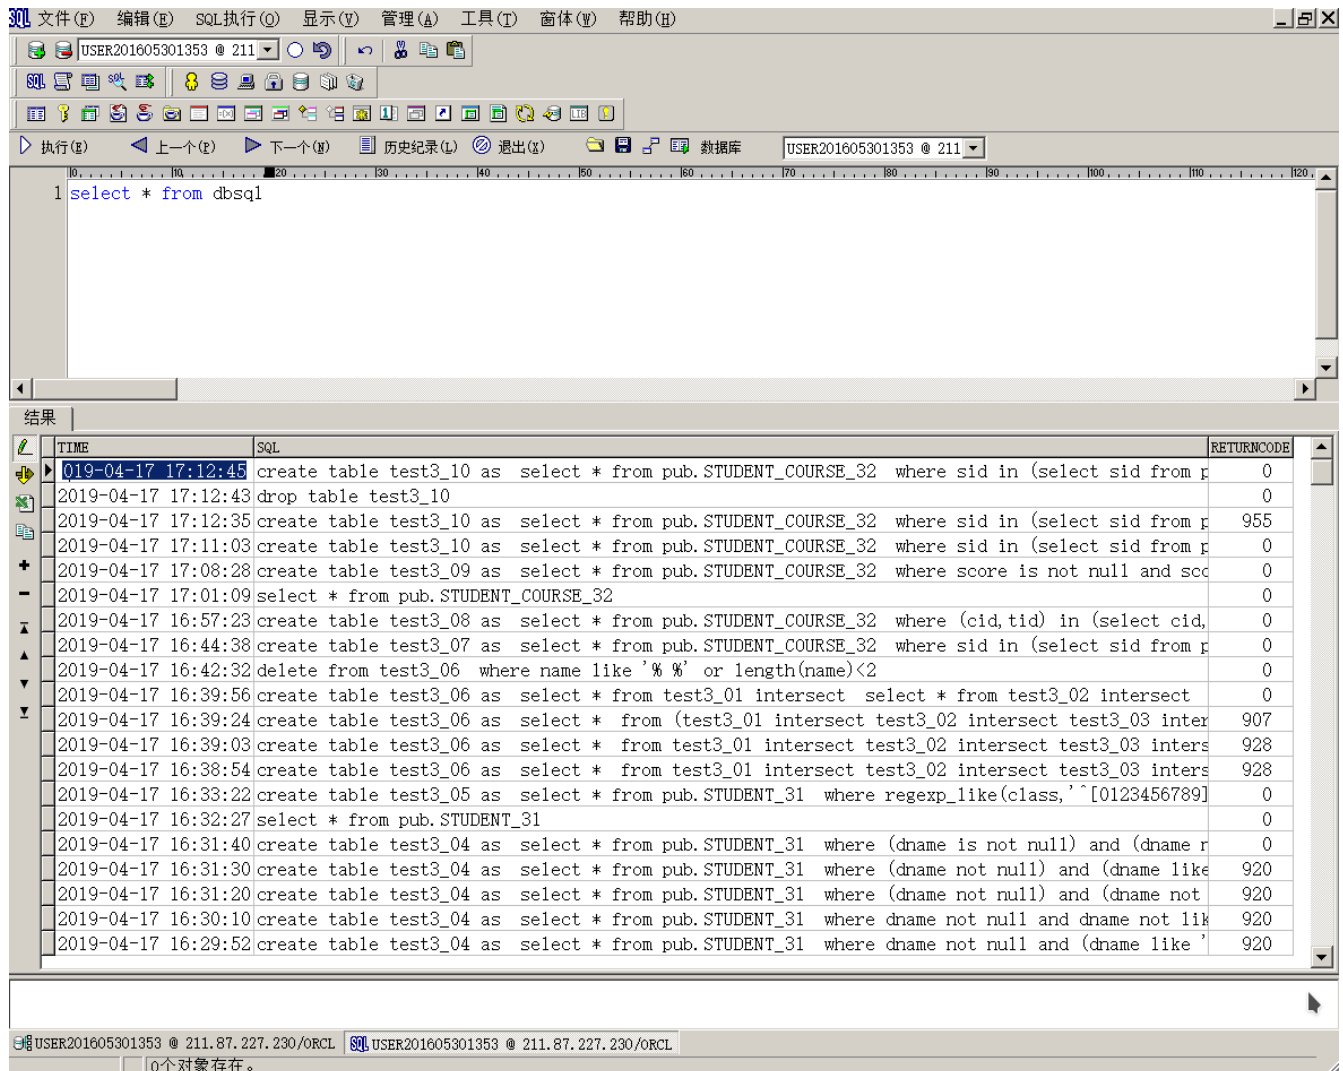 文件(F) 编辑(E) SQL执行(Q) 显示(V) 管理(A) 工具(T) 窗体(W) 帮助(H)
USER201605301353 @ 211
执行(E) 上一个(P) 下一个(N) 历史纪录(L) 退出(X) 数据库 USER201605301353 @ 211
0 10 20 30 40 50 60 70 80 90 100 110 120
1 select * from dbsql
结果
TIME SQL RETURNCODE
019-04-17 17:12:45 create table test3_10 as select * from pub.STUDENT_COURSE_32 where sid in (select sid from p 0
2019-04-17 17:12:43 drop table test3_10 0
2019-04-17 17:12:35 create table test3_10 as select * from pub.STUDENT_COURSE_32 where sid in (select sid from p 955
2019-04-17 17:11:03 create table test3_10 as select * from pub.STUDENT_COURSE_32 where sid in (select sid from p 0
2019-04-17 17:08:28 create table test3_09 as select * from pub.STUDENT_COURSE_32 where score is not null and sco 0
2019-04-17 17:01:09 select * from pub.STUDENT_COURSE_32 0
2019-04-17 16:57:23 create table test3_08 as select * from pub.STUDENT_COURSE_32 where (cid,tid) in (select cid, 0
2019-04-17 16:44:38 create table test3_07 as select * from pub.STUDENT_COURSE_32 where sid in (select sid from p 0
2019-04-17 16:42:32 delete from test3_06 where name like '% %' or length(name)<2 0
2019-04-17 16:39:56 create table test3_06 as select * from test3_01 intersect select * from test3_02 intersect 0
2019-04-17 16:39:24 create table test3_06 as select * from (test3_01 intersect test3_02 intersect test3_03 inter 907
2019-04-17 16:39:03 create table test3_06 as select * from test3_01 intersect test3_02 intersect test3_03 inters 928
2019-04-17 16:38:54 create table test3_06 as select * from test3_01 intersect test3_02 intersect test3_03 inters 928
2019-04-17 16:33:22 create table test3_05 as select * from pub.STUDENT_31 where regexp_like(class,'^[0123456789] 0
2019-04-17 16:32:27 select * from pub.STUDENT_31 0
2019-04-17 16:31:40 create table test3_04 as select * from pub.STUDENT_31 where (dname is not null) and (dname n 0
2019-04-17 16:31:30 create table test3_04 as select * from pub.STUDENT_31 where (dname not null) and (dname like 920
2019-04-17 16:31:20 create table test3_04 as select * from pub.STUDENT_31 where (dname not null) and (dname not 920
2019-04-17 16:30:10 create table test3_04 as select * from pub.STUDENT_31 where dname not null and dname not lik 920
2019-04-17 16:29:52 create table test3_04 as select * from pub.STUDENT_31 where dname not null and (dname like ' 920
USER201605301353 @ 211.87.227.230/ORCL SQL USER201605301353 @ 211.87.227.230/ORCL
0个对象存在。